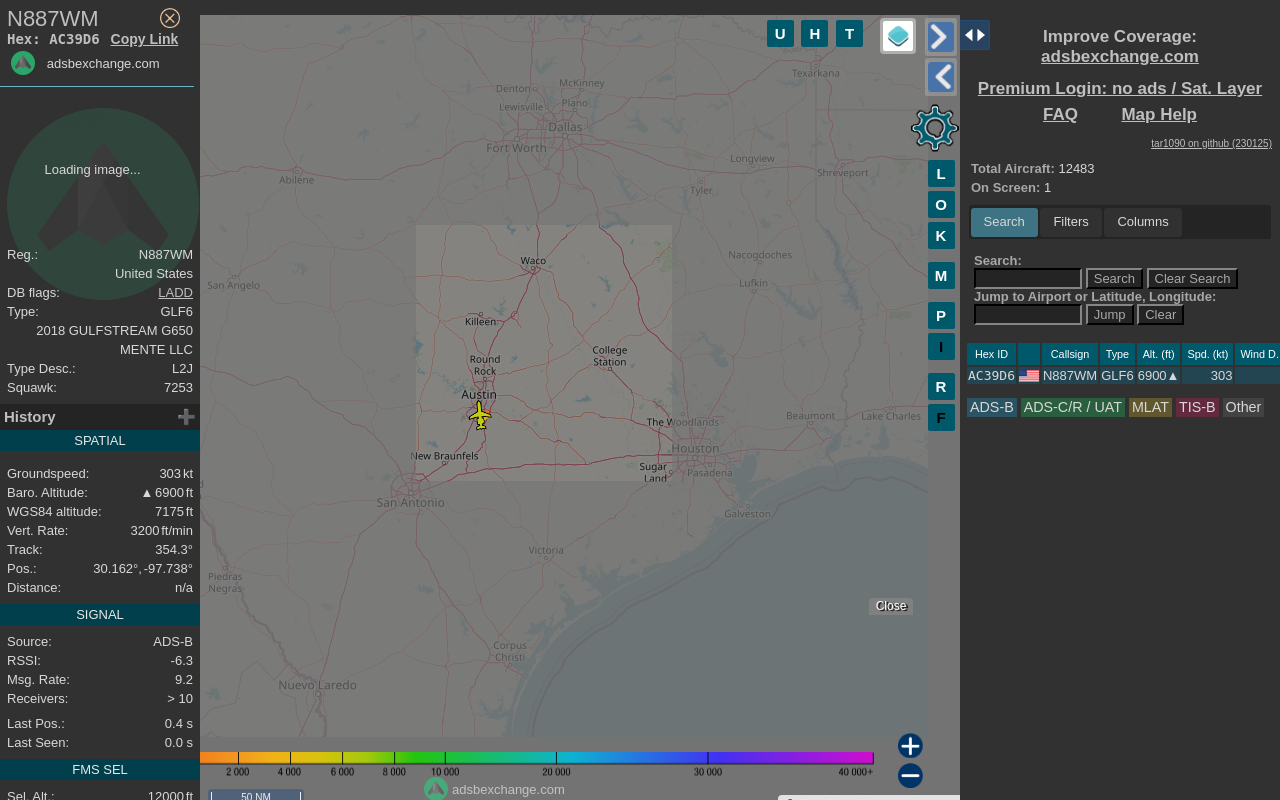 N887WM
Hex: AC39D6 Copy Link
adsbexchange.com
Loading image...
Reg.: N887WM
United States
DB flags: LADD
Type: GLF6
2018 GULFSTREAM G650
MENTE LLC
Type Desc.: L2J
Squawk: 7253
History
SPATIAL
Groundspeed: 303 kt
Baro. Altitude: ▲ 6900 ft
WGS84 altitude: 7175 ft
Vert. Rate: 3200 ft/min
Track: 354.3°
Pos.: 30.162°, -97.738°
Distance: n/a
SIGNAL
Source: ADS-B
RSSI: -6.3
Msg. Rate: 9.2
Receivers: > 10
Last Pos.: 0.4 s
Last Seen: 0.0 s
FMS SEL
Sel. Alt.: 12000 ft
U H T
L
O
K
M
P
I
R
F
Texarkana
McKinney
Denton
Plano
Lewisville
Dallas
Fort Worth
Longview
Shreveport
Abilene
Tyler
Nacogdoches
Waco
San Angelo
Lufkin
Killeen
College
Station
Round
Rock
Austin
The Woodlands
Beaumont
Lake Charles
Houston
New Braunfels
Sugar
Land
Pasadena
San Antonio
Galveston
Victoria
Piedras
Negras
Corpus
Christi
Nuevo Laredo
Close
2 000 4 000 6 000 8 000 10 000 20 000 30 000 40 000+
adsbexchange.com
50 NM
Improve Coverage:
adsbexchange.com
Premium Login: no ads / Sat. Layer
FAQ Map Help
tar1090 on github (230125)
Total Aircraft: 12483
On Screen: 1
Search Filters Columns
Search:
Search Clear Search
Jump to Airport or Latitude, Longitude:
Jump Clear
Hex ID Callsign Type Alt. (ft) Spd. (kt) Wind D.
AC39D6 N887WM GLF6 6900▲ 303
ADS-B ADS-C/R / UAT MLAT TIS-B Other